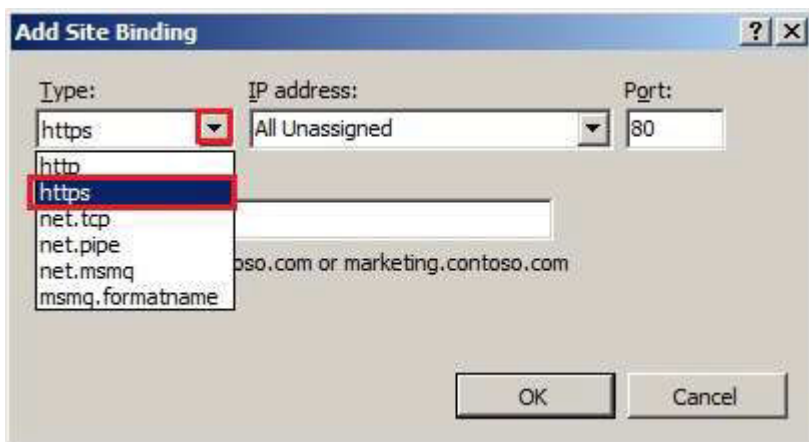 Add Site Binding
Type:
IP address:
Port:
https
All Unassigned
80
http
https
net.tcp
net.pipe
net.msmq
msmq.formatname
oso.com or marketing.contoso.com
OK
Cancel